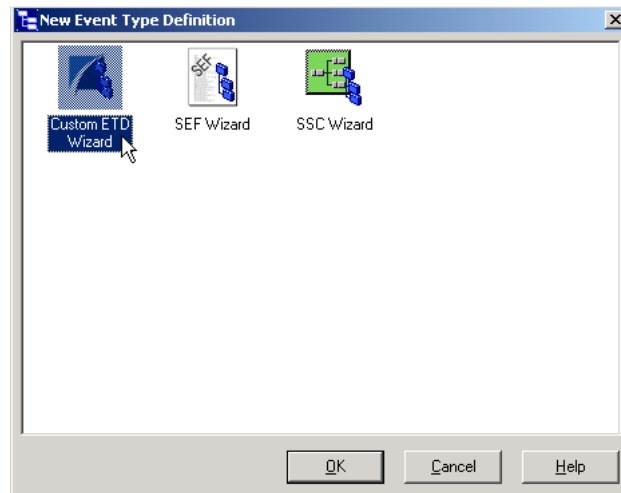 New Event Type Definition
SEF
Custom ETD
Wizard
SEF Wizard
SSC Wizard
OK
Cancel
Help